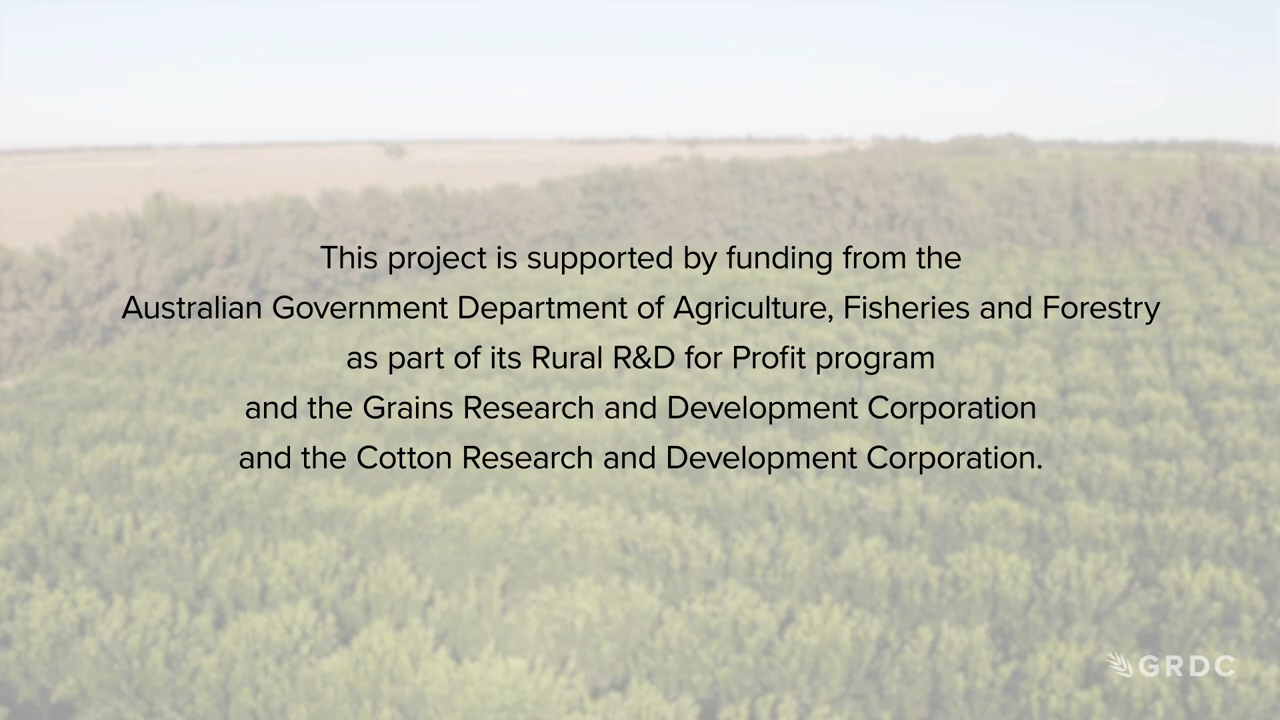 This project is supported by funding from the
Australian Government Department of Agriculture, Fisheries and Forestry
as part of its Rural R&D for Profit program
and the Grains Research and Development Corporation
and the Cotton Research and Development Corporation.
GRDC